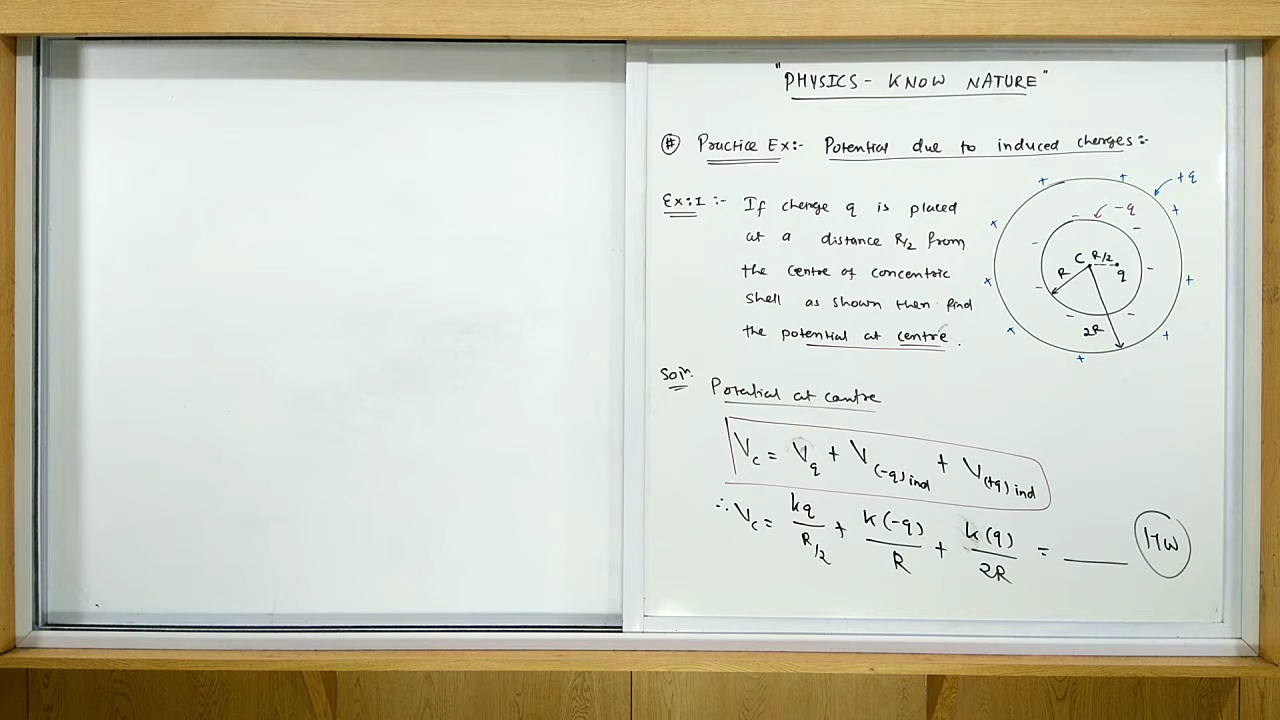 "PHYSICS - KNOW NATURE"
# Practice Ex:- Potential due to induced charges:-
Ex:1 :- If charge q is placed
at a distance R/2 from
the centre of concentric
shell as shown then find
the potential at centre.
+q
-q
C R/2
R q
2R
Soln.
Potential at centre
V_c = V_q + V_(-q) ind + V_(+q) ind
∴ V_c = kq/(R/2) + k(-q)/R + k(q)/2R = ____ HW